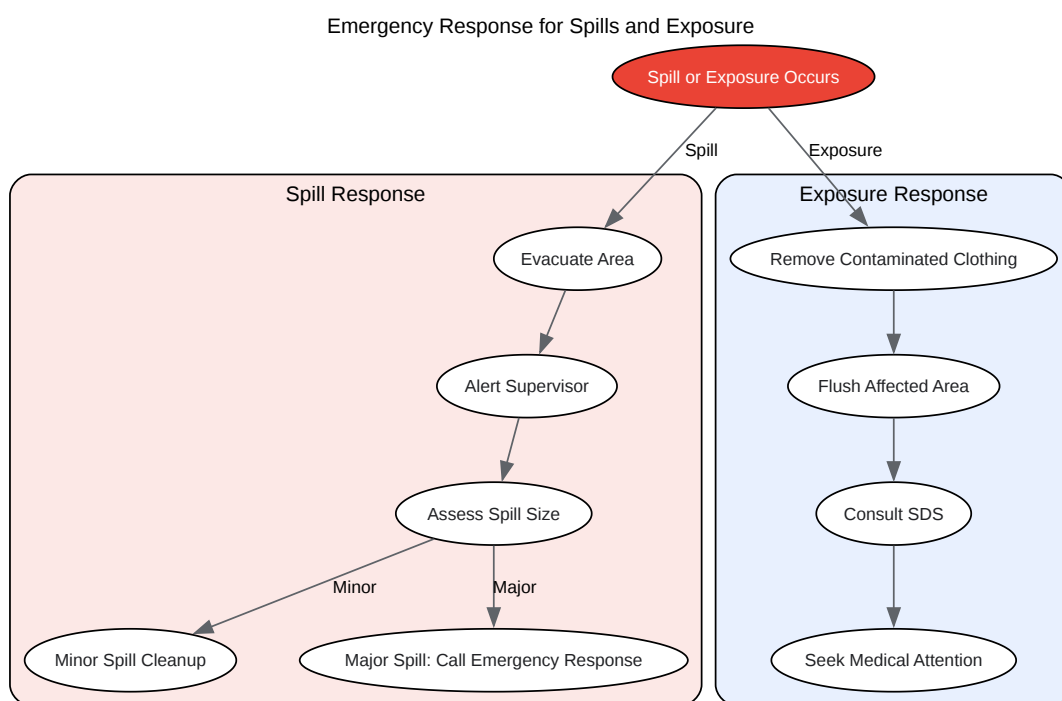 Emergency Response for Spills and Exposure
Spill or Exposure Occurs
Spill
Exposure
Spill Response
Exposure Response
Evacuate Area
Remove Contaminated Clothing
Alert Supervisor
Flush Affected Area
Assess Spill Size
Consult SDS
Minor
Major
Minor Spill Cleanup
Major Spill: Call Emergency Response
Seek Medical Attention